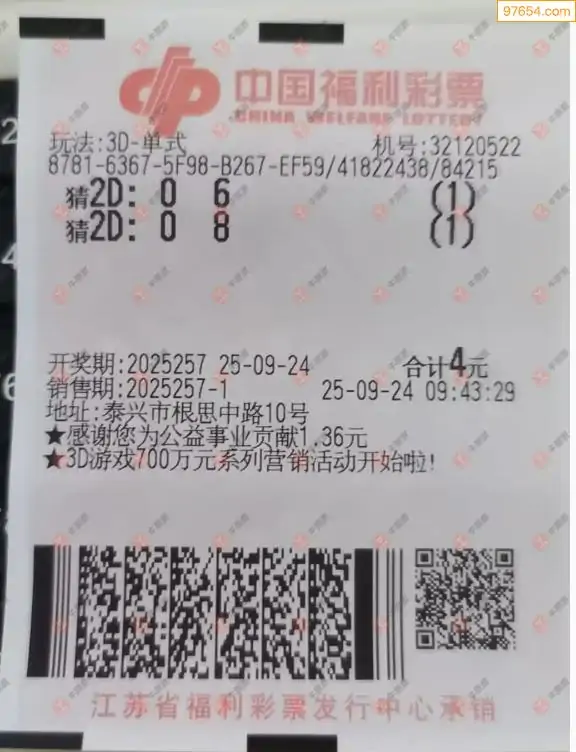 97654.com
中国福利彩票
CHINA WELFARE LOTTERY
玩法:3D-单式 机号:32120522
8781-6367-5F98-B267-EF59/41822438/84215
猜2D: 0 6 (1)
猜2D: 0 8 (1)
开奖期:2025257 25-09-24 合计4元
销售期:2025257-1 25-09-24 09:43:29
地址:泰兴市根思中路10号
★感谢您为公益事业贡献1.36元
★3D游戏700万元系列营销活动开始啦!
江苏省福利彩票发行中心承销